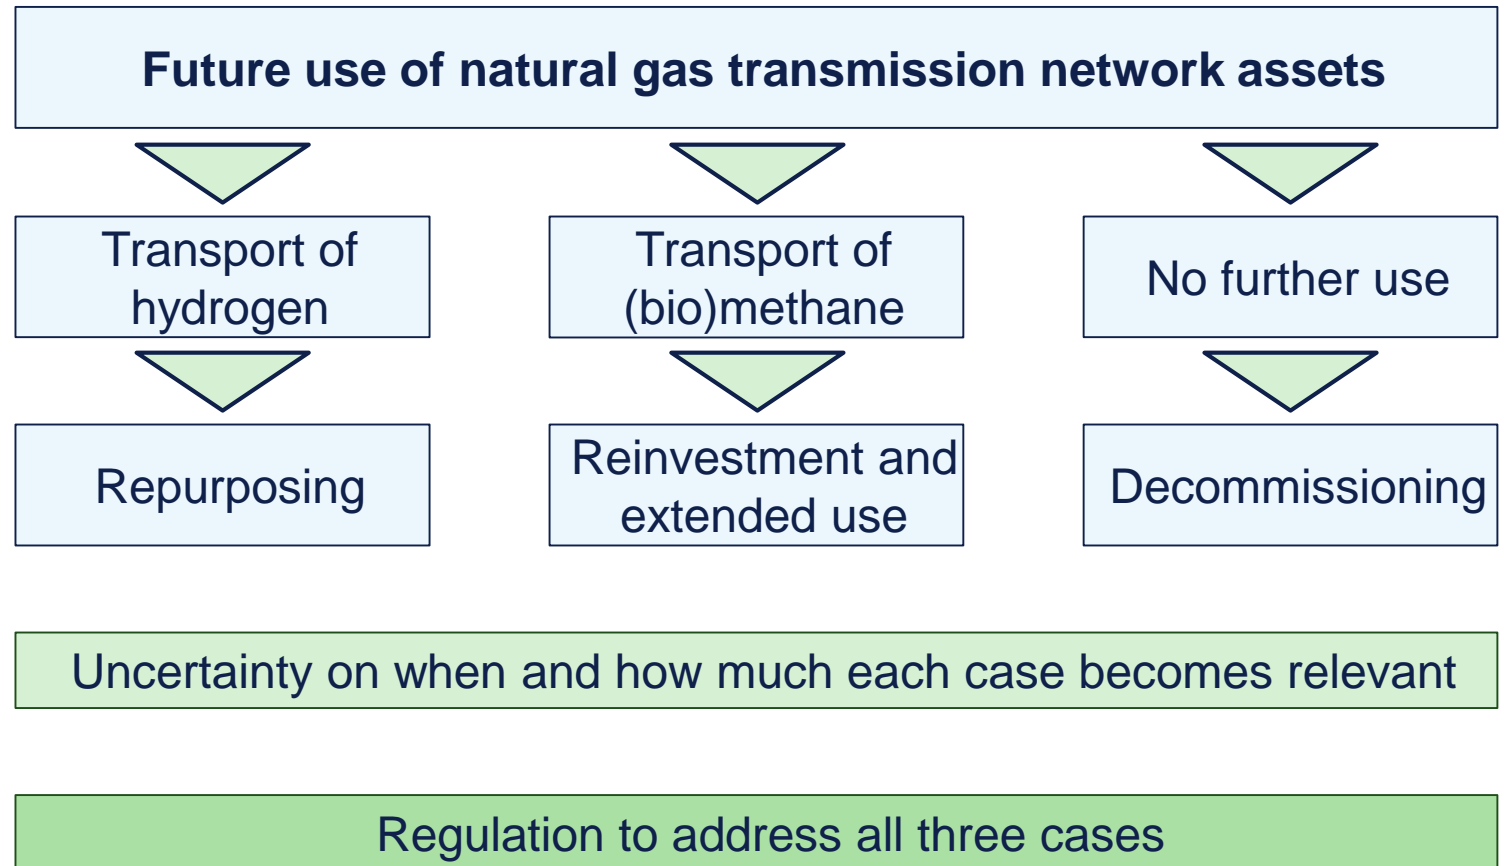 Future use of natural gas transmission network assets
Transport of
hydrogen
Transport of
(bio)methane
No further use
Repurposing
Reinvestment and
extended use
Decommissioning
Uncertainty on when and how much each case becomes relevant
Regulation to address all three cases